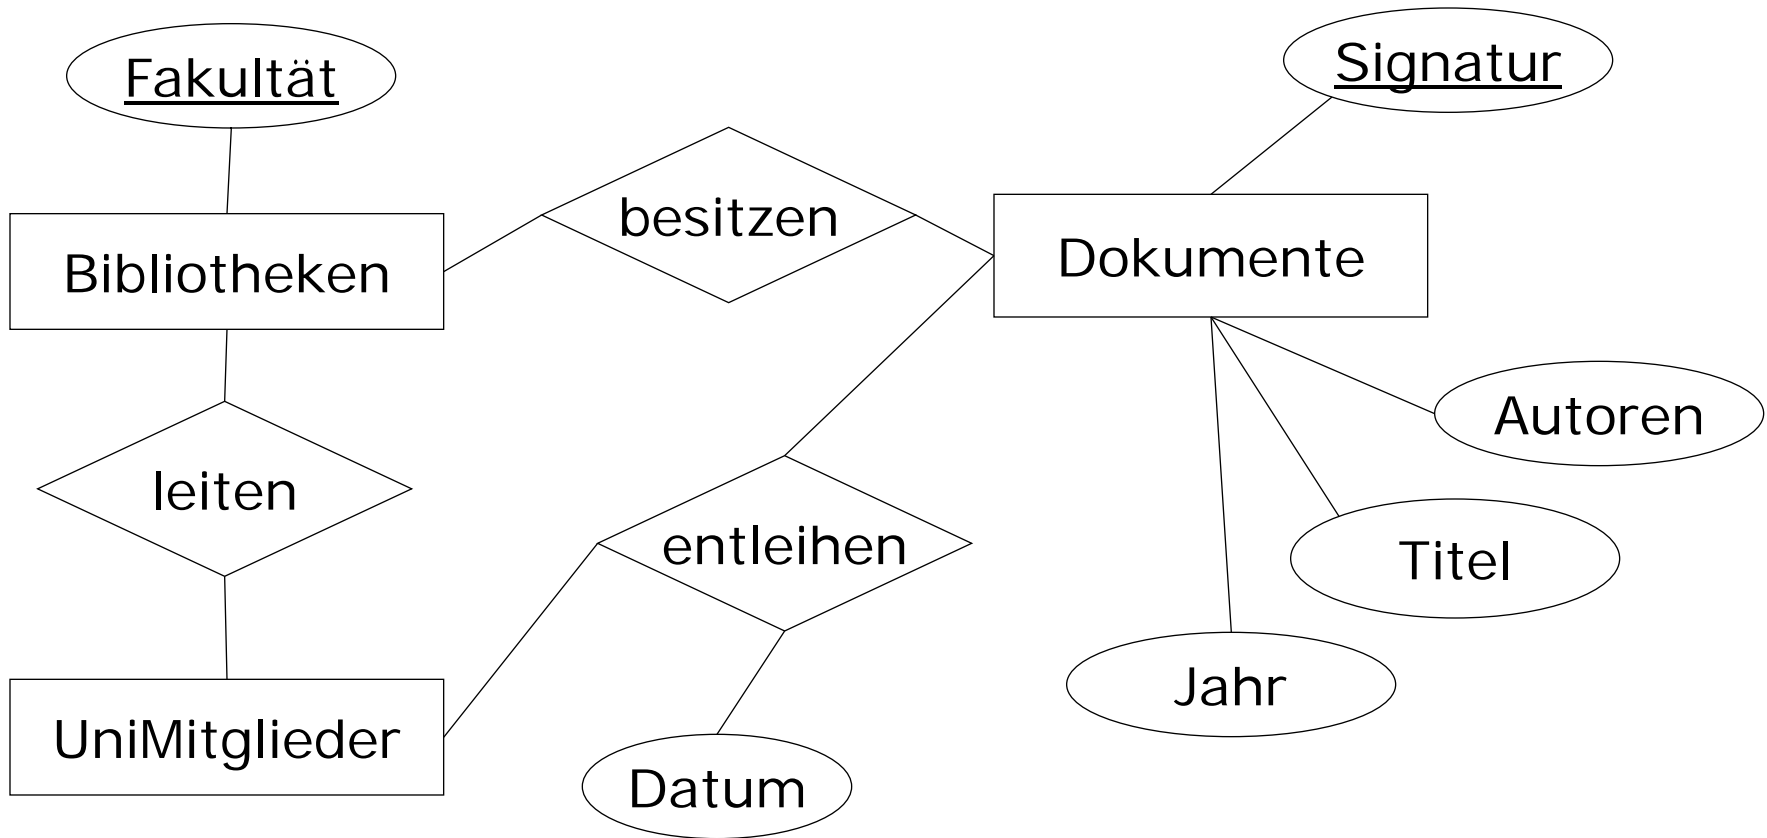 Fakultät
Signatur
besitzen
Bibliotheken
Dokumente
Autoren
leiten
entleihen
Titel
Jahr
UniMitglieder
Datum